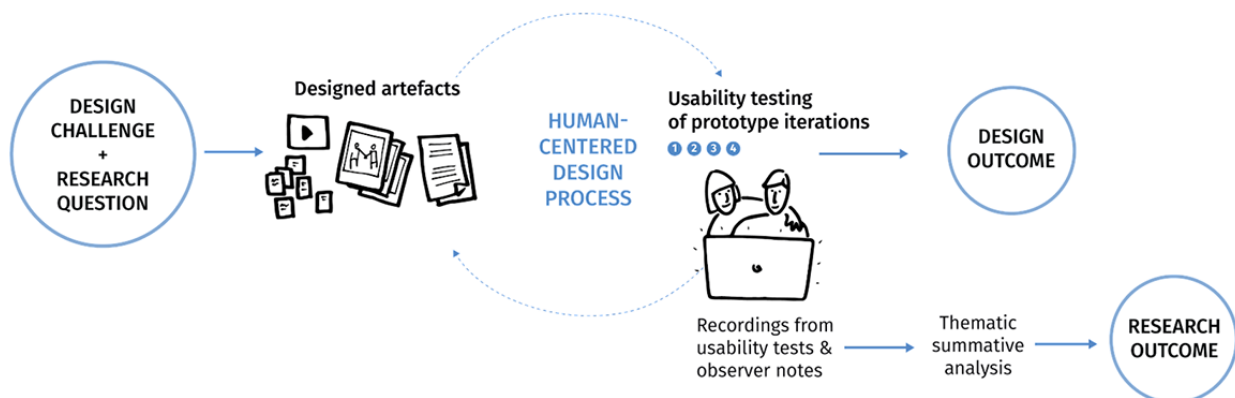 DESIGN
CHALLENGE
+
RESEARCH
QUESTION
Designed artefacts
HUMAN-
CENTERED
DESIGN
PROCESS
Usability testing
of prototype iterations
1 2 3 4
DESIGN
OUTCOME
Recordings from
usability tests &
observer notes
Thematic
summative
analysis
RESEARCH
OUTCOME